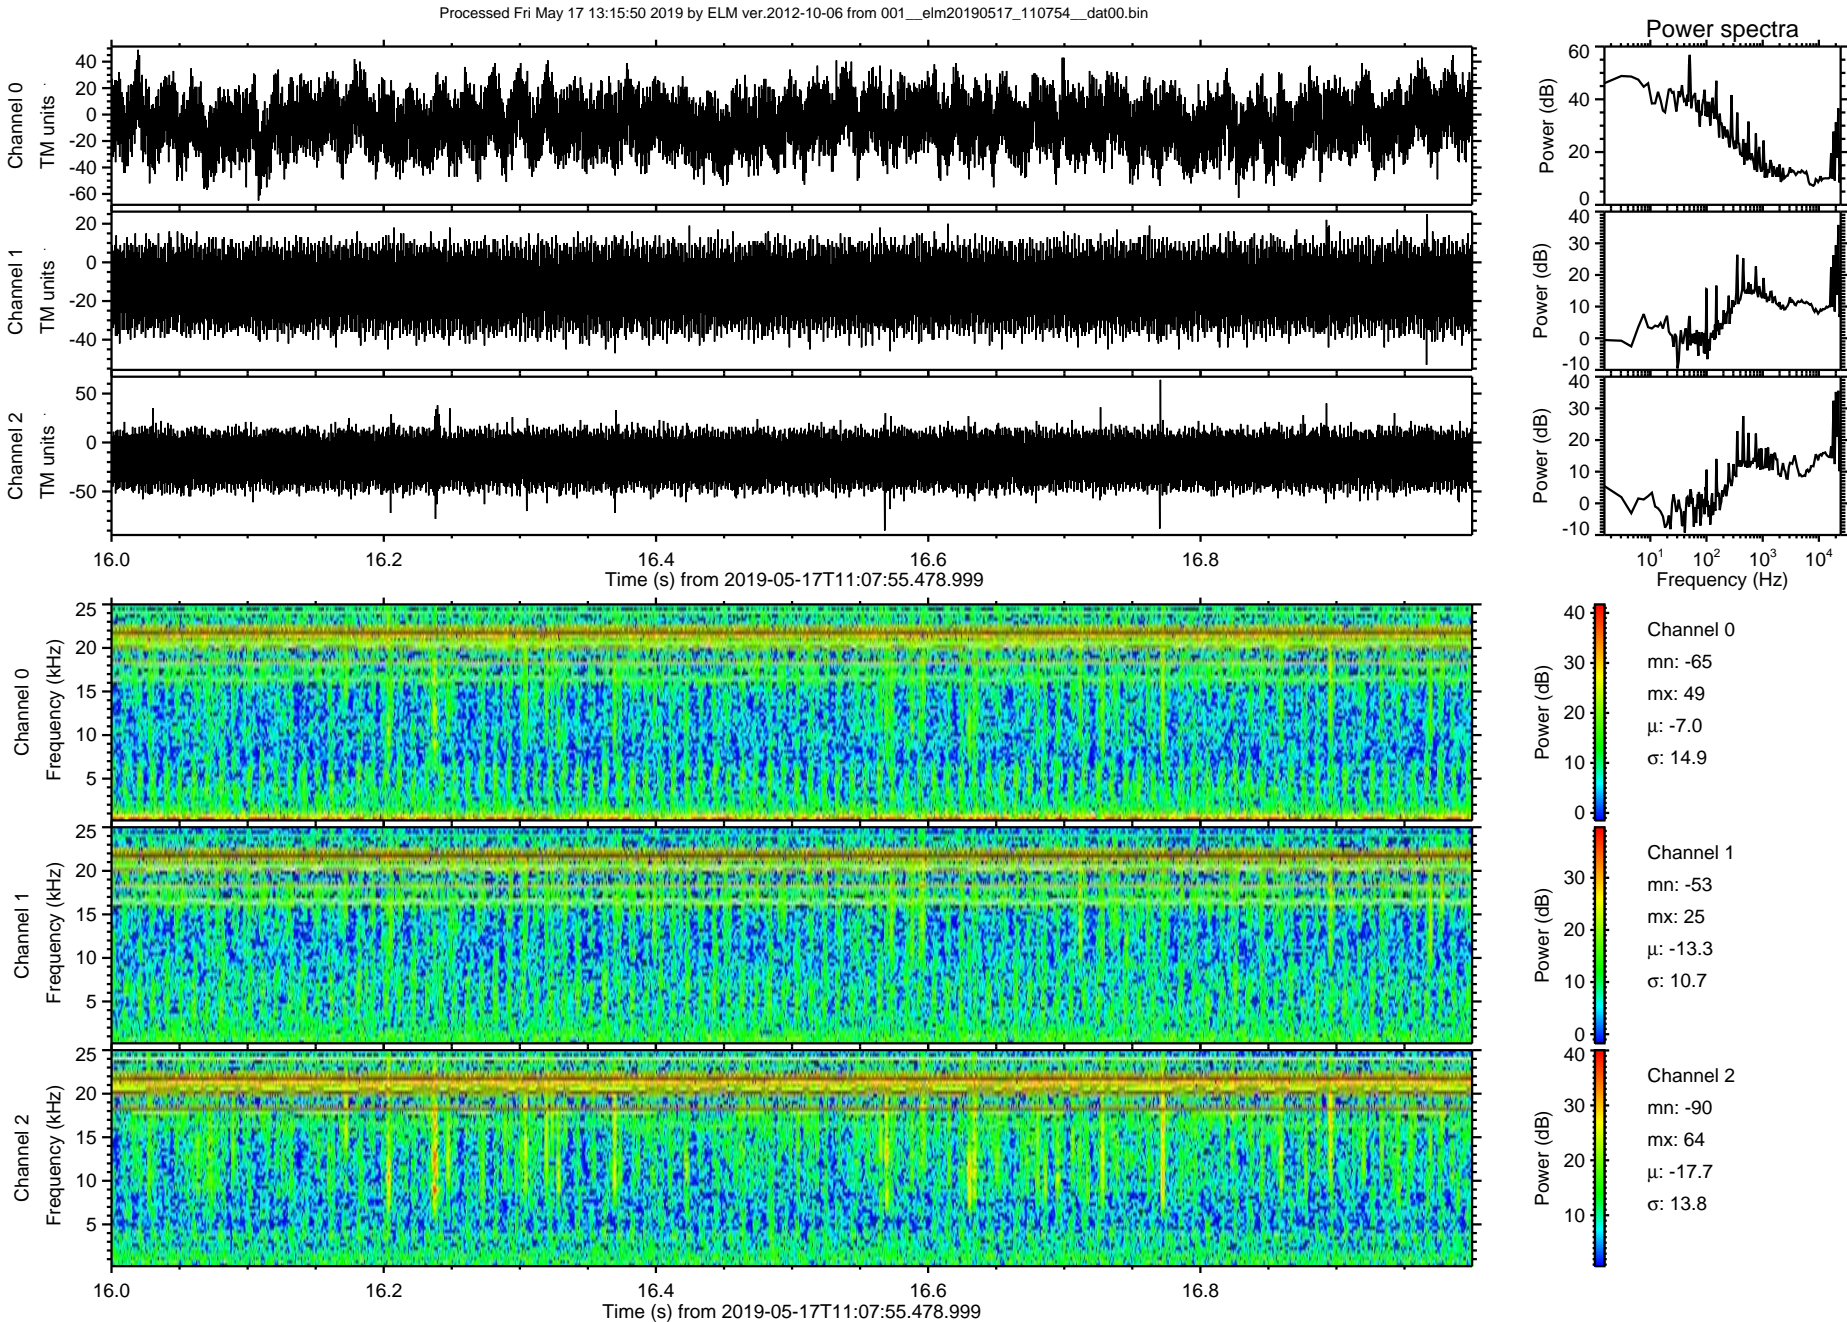 Processed Fri May 17 13:15:50 2019 by ELM ver.2012-10-06 from 001__elm20190517_110754__dat00.bin
Power spectra
Channel 0
TM units
40
20
0
-20
-40
-60
Power (dB)
60
40
20
0
Channel 1
TM units
20
0
-20
-40
Power (dB)
40
30
20
10
0
-10
Channel 2
TM units
50
0
-50
Power (dB)
40
30
20
10
0
-10
16.0 16.2 16.4 16.6 16.8
Time (s) from 2019-05-17T11:07:55.478.999
10¹ 10² 10³ 10⁴
Frequency (Hz)
Channel 0
Frequency (kHz)
25
20
15
10
5
Power (dB)
40
30
20
10
0
Channel 0
mn: -65
mx: 49
μ: -7.0
σ: 14.9
Channel 1
Frequency (kHz)
25
20
15
10
5
Power (dB)
30
20
10
0
Channel 1
mn: -53
mx: 25
μ: -13.3
σ: 10.7
Channel 2
Frequency (kHz)
25
20
15
10
5
Power (dB)
40
30
20
10
Channel 2
mn: -90
mx: 64
μ: -17.7
σ: 13.8
16.0 16.2 16.4 16.6 16.8
Time (s) from 2019-05-17T11:07:55.478.999